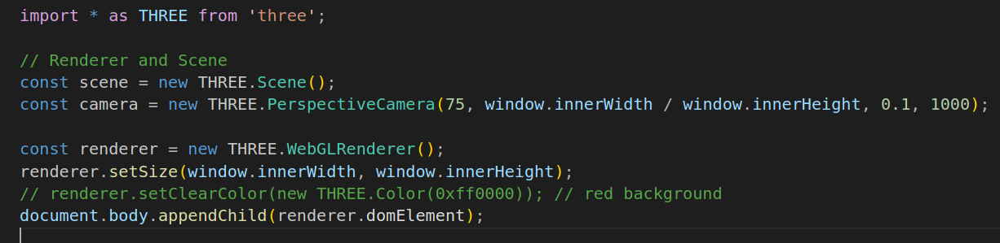 import * as THREE from 'three';
// Renderer and Scene
const scene = new THREE.Scene();
const camera = new THREE.PerspectiveCamera(75, window.innerWidth / window.innerHeight, 0.1, 1000);
const renderer = new THREE.WebGLRenderer();
renderer.setSize(window.innerWidth, window.innerHeight);
// renderer.setClearColor(new THREE.Color(0xff0000)); // red background
document.body.appendChild(renderer.domElement);